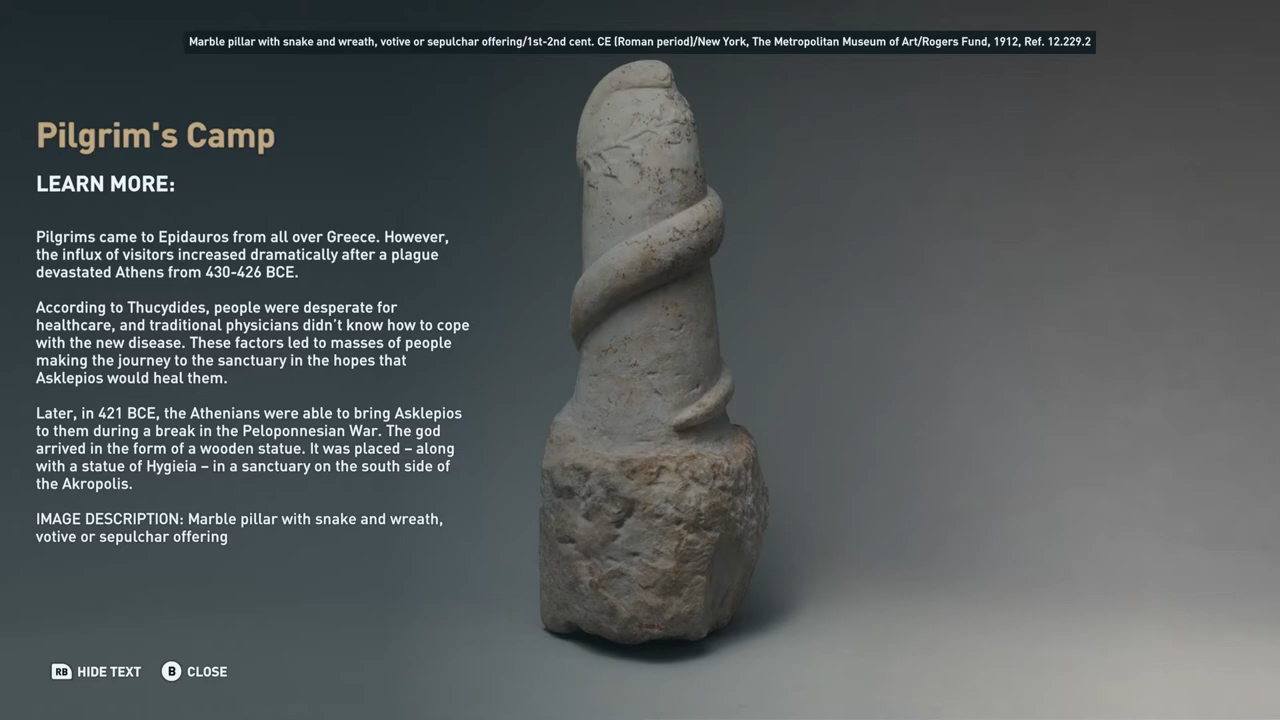 Marble pillar with snake and wreath, votive or sepulchar offering/1st-2nd cent. CE (Roman period)/New York, The Metropolitan Museum of Art/Rogers Fund, 1912, Ref. 12.229.2
Pilgrim's Camp
LEARN MORE:
Pilgrims came to Epidauros from all over Greece. However,
the influx of visitors increased dramatically after a plague
devastated Athens from 430-426 BCE.
According to Thucydides, people were desperate for
healthcare, and traditional physicians didn't know how to cope
with the new disease. These factors led to masses of people
making the journey to the sanctuary in the hopes that
Asklepios would heal them.
Later, in 421 BCE, the Athenians were able to bring Asklepios
to them during a break in the Peloponnesian War. The god
arrived in the form of a wooden statue. It was placed – along
with a statue of Hygieia – in a sanctuary on the south side of
the Akropolis.
IMAGE DESCRIPTION: Marble pillar with snake and wreath,
votive or sepulchar offering
RB HIDE TEXT B CLOSE